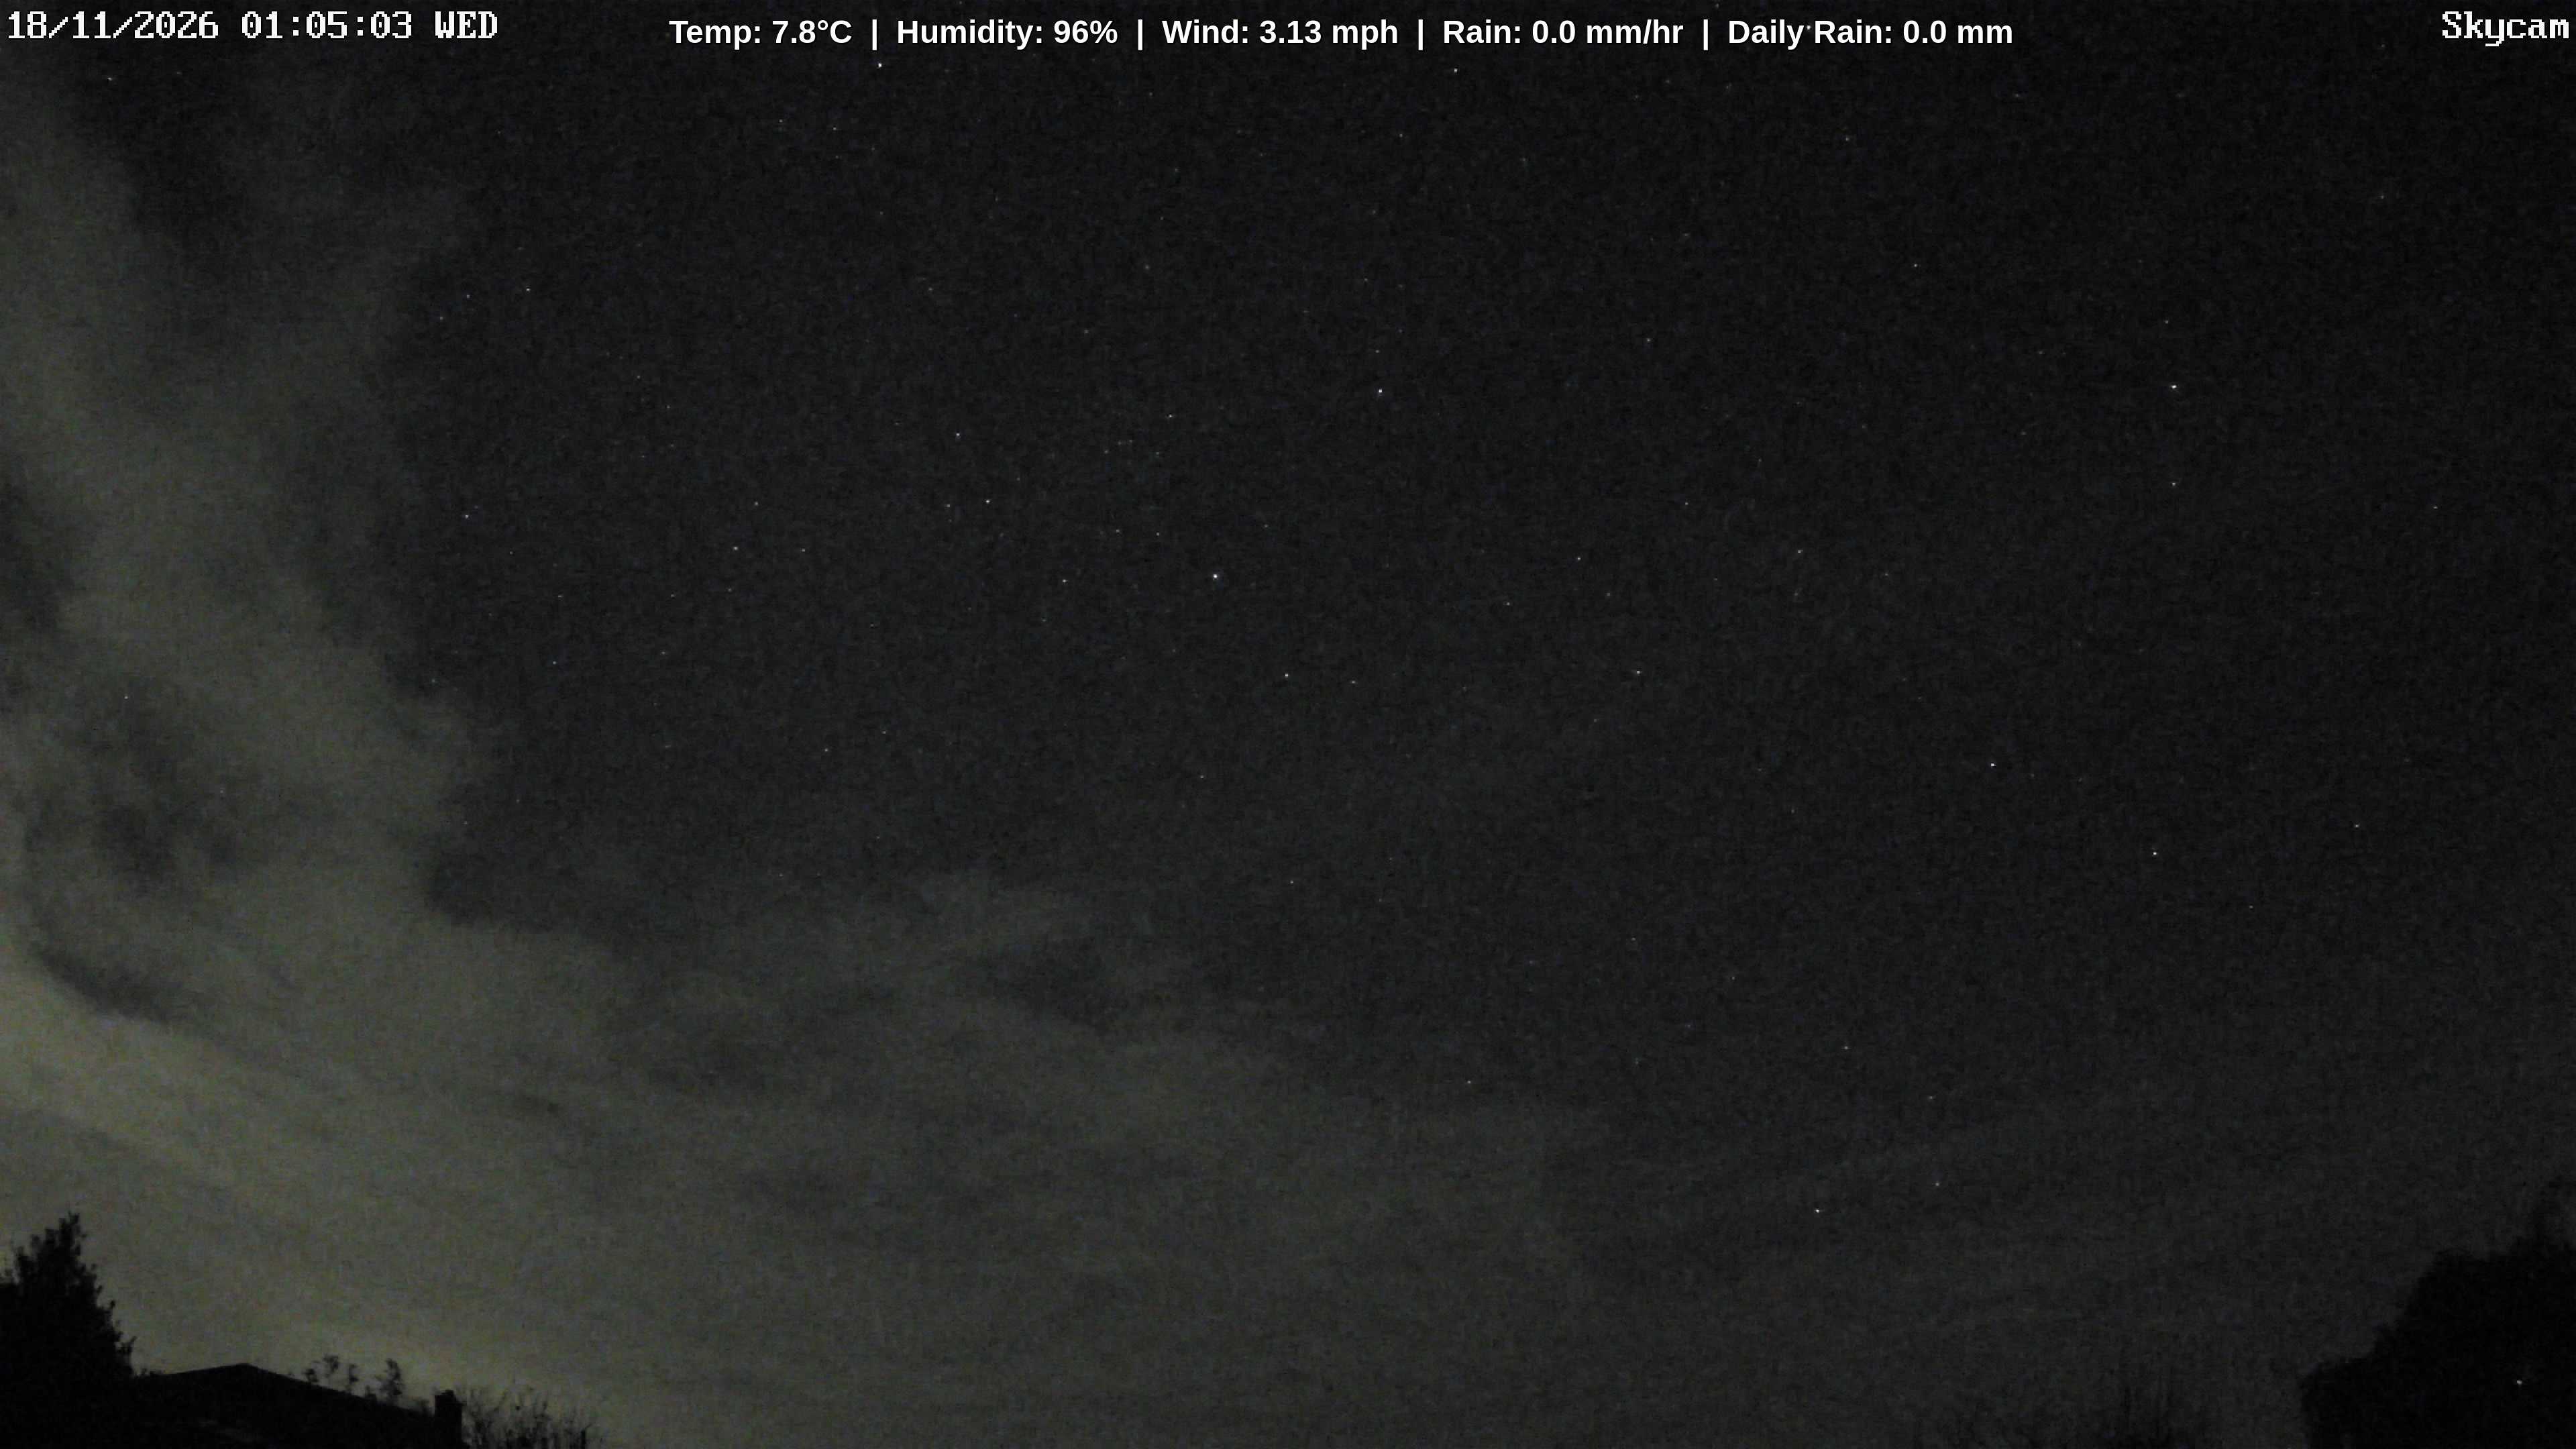 18/11/2026 01:05:03 WED
Temp: 7.8°C | Humidity: 96% | Wind: 3.13 mph | Rain: 0.0 mm/hr | Daily Rain: 0.0 mm
Skycam